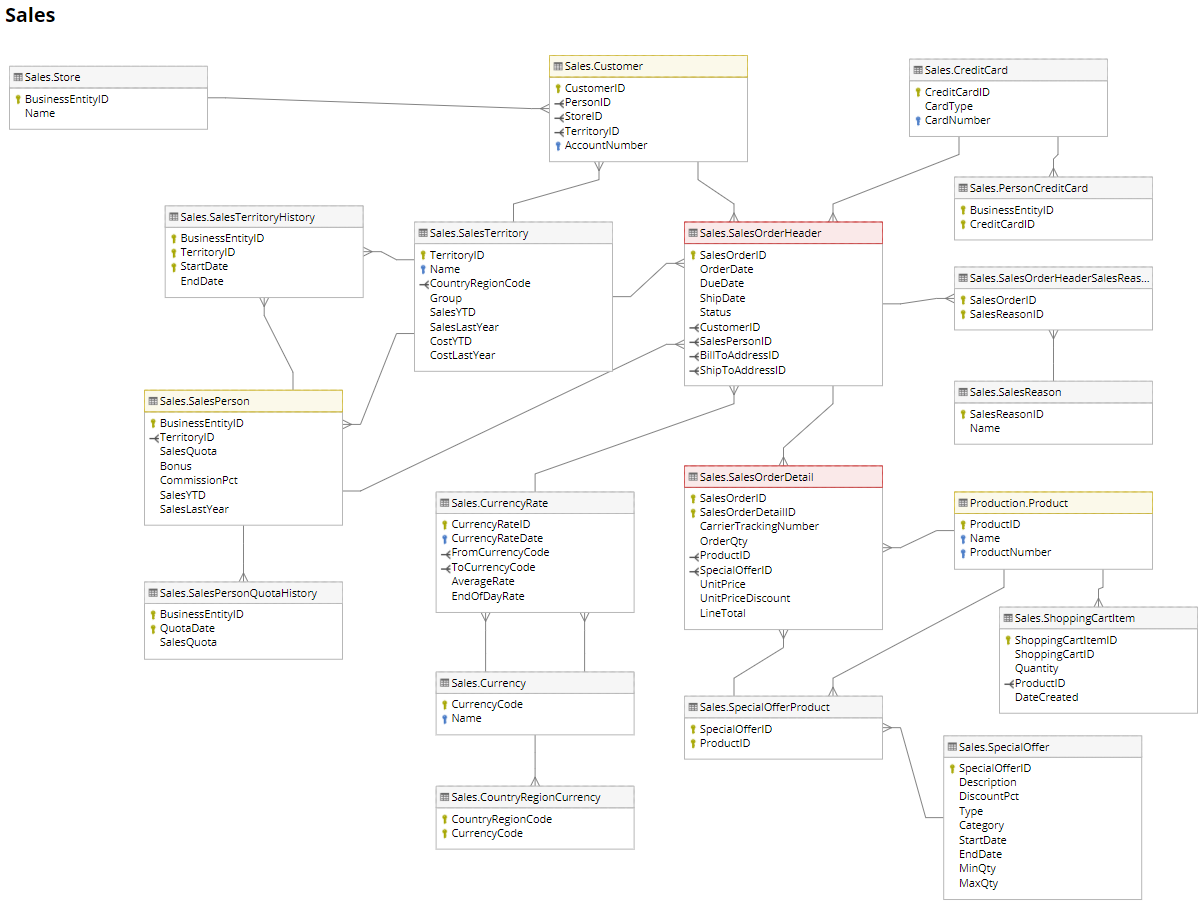 Sales
Sales.Store
BusinessEntityID
Name
Sales.Customer
CustomerID
PersonID
StoreID
TerritoryID
AccountNumber
Sales.CreditCard
CreditCardID
CardType
CardNumber
Sales.PersonCreditCard
BusinessEntityID
CreditCardID
Sales.SalesTerritoryHistory
BusinessEntityID
TerritoryID
StartDate
EndDate
Sales.SalesTerritory
TerritoryID
Name
CountryRegionCode
Group
SalesYTD
SalesLastYear
CostYTD
CostLastYear
Sales.SalesOrderHeader
SalesOrderID
OrderDate
DueDate
ShipDate
Status
CustomerID
SalesPersonID
BillToAddressID
ShipToAddressID
Sales.SalesOrderHeaderSalesReas...
SalesOrderID
SalesReasonID
Sales.SalesReason
SalesReasonID
Name
Sales.SalesPerson
BusinessEntityID
TerritoryID
SalesQuota
Bonus
CommissionPct
SalesYTD
SalesLastYear
Sales.CurrencyRate
CurrencyRateID
CurrencyRateDate
FromCurrencyCode
ToCurrencyCode
AverageRate
EndOfDayRate
Sales.SalesOrderDetail
SalesOrderID
SalesOrderDetailID
CarrierTrackingNumber
OrderQty
ProductID
SpecialOfferID
UnitPrice
UnitPriceDiscount
LineTotal
Production.Product
ProductID
Name
ProductNumber
Sales.SalesPersonQuotaHistory
BusinessEntityID
QuotaDate
SalesQuota
Sales.ShoppingCartItem
ShoppingCartItemID
ShoppingCartID
Quantity
ProductID
DateCreated
Sales.Currency
CurrencyCode
Name
Sales.SpecialOfferProduct
SpecialOfferID
ProductID
Sales.SpecialOffer
SpecialOfferID
Description
DiscountPct
Type
Category
StartDate
EndDate
MinQty
MaxQty
Sales.CountryRegionCurrency
CountryRegionCode
CurrencyCode